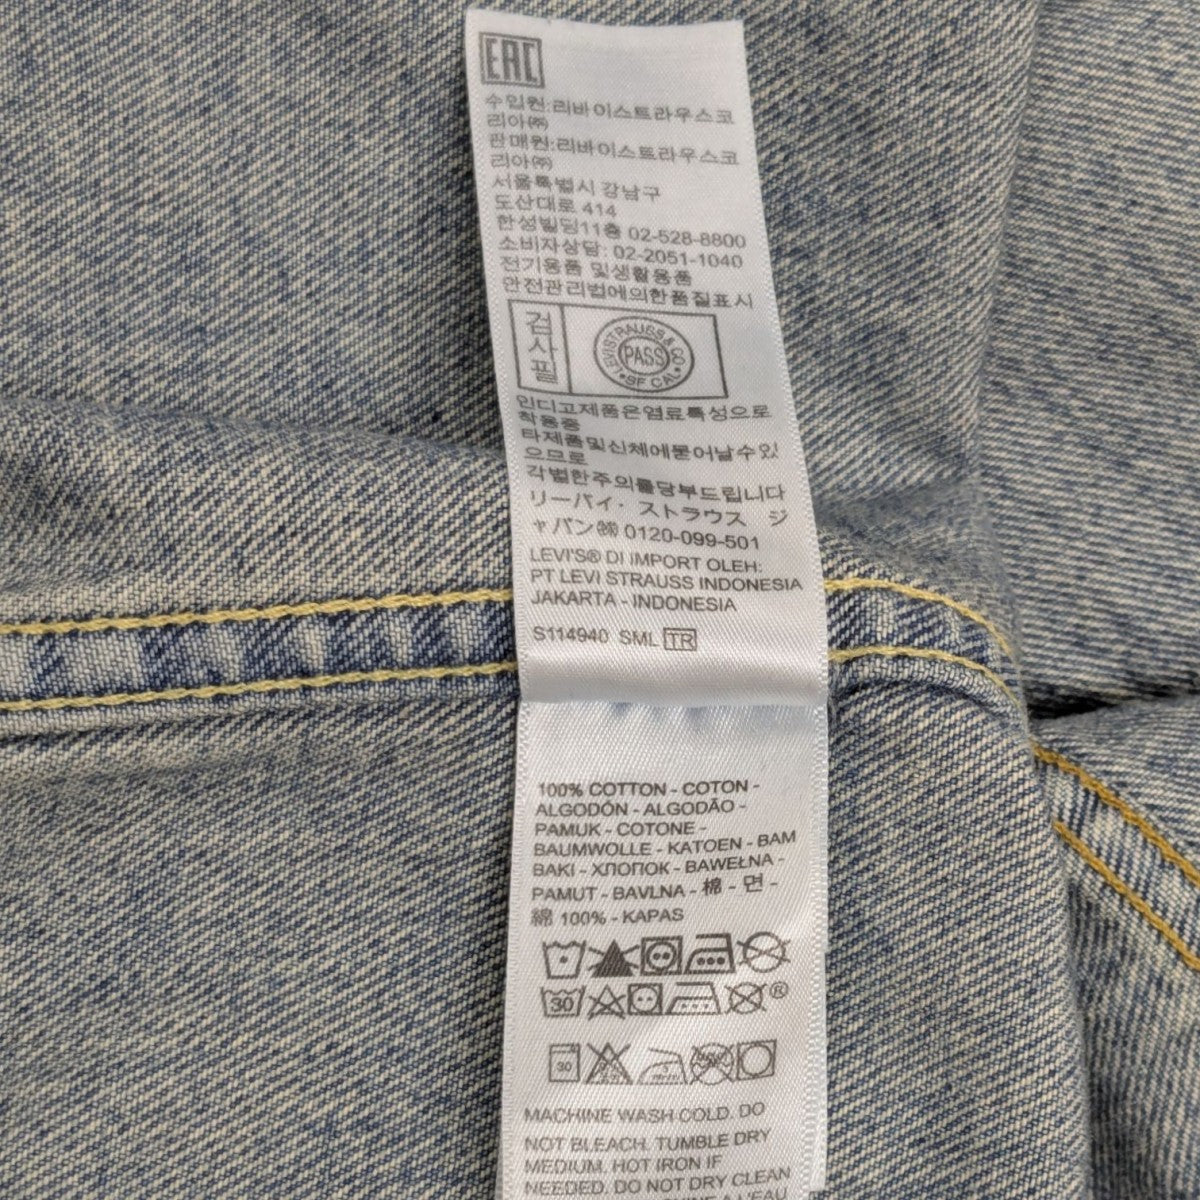 EAC
수입원:리바이스트라우스코
리아㈜
판매원:리바이스트라우스코
리아㈜
서울특별시 강남구
도산대로 414
한성빌딩11층 02-528-8800
소비자상담: 02-2051-1040
전기용품 및생활용품
안전관리법에의한품질표시
검사필
LEVI STRAUSS & CO
PASS
SF CAL
인디고제품은염료특성으로
착용중
타제품및신체에묻어날수있
으므로
각별한주의를당부드립니다
リーバイ・ストラウス ジ
ャパン㈱ 0120-099-501
LEVI'S® DI IMPORT OLEH:
PT LEVI STRAUSS INDONESIA
JAKARTA - INDONESIA
S114940 SML TR
100% COTTON - COTON -
ALGODÓN - ALGODÃO -
PAMUK - COTONE -
BAUMWOLLE - KATOEN - BAM
BAKI - ХЛОПОК - BAWEŁNA -
PAMUT - BAVLNA - 棉 - 면 -
綿 100% - KAPAS
30 ®
30
MACHINE WASH COLD. DO
NOT BLEACH. TUMBLE DRY
MEDIUM. HOT IRON IF
NEEDED. DO NOT DRY CLEAN
A L'EAU